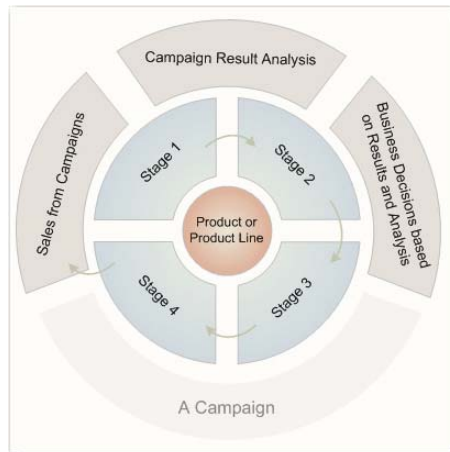 Campaign Result Analysis
Sales from Campaigns
Business Decisions based
on Results and Analysis
Stage 1
Stage 2
Product or
Product Line
Stage 4
Stage 3
A Campaign